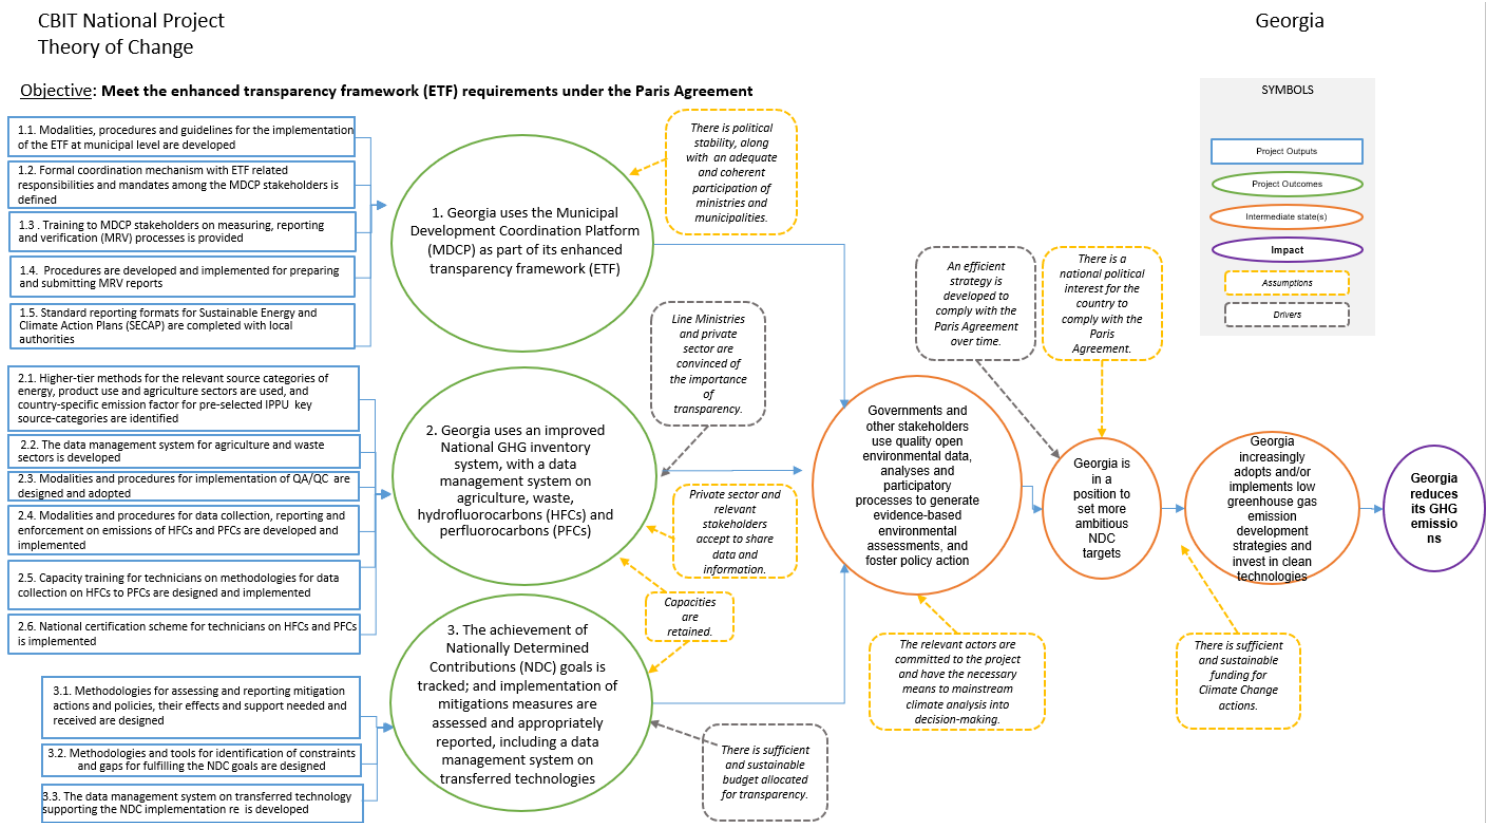 CBIT National Project
Theory of Change
Georgia
Objective: Meet the enhanced transparency framework (ETF) requirements under the Paris Agreement
SYMBOLS
Project Outputs
Project Outcomes
Intermediate state(s)
Impact
Assumptions
Drivers
1.1. Modalities, procedures and guidelines for the implementation
of the ETF at municipal level are developed
1.2. Formal coordination mechanism with ETF related
responsibilities and mandates among the MDCP stakeholders is
defined
1.3 . Training to MDCP stakeholders on measuring, reporting
and verification (MRV) processes is provided
1.4. Procedures are developed and implemented for preparing
and submitting MRV reports
1.5. Standard reporting formats for Sustainable Energy and
Climate Action Plans (SECAP) are completed with local
authorities
2.1. Higher-tier methods for the relevant source categories of
energy, product use and agriculture sectors are used, and
country-specific emission factor for pre-selected IPPU key
source-categories are identified
2.2. The data management system for agriculture and waste
sectors is developed
2.3. Modalities and procedures for implementation of QA/QC are
designed and adopted
2.4. Modalities and procedures for data collection, reporting and
enforcement on emissions of HFCs and PFCs are developed and
implemented
2.5. Capacity training for technicians on methodologies for data
collection on HFCs to PFCs are designed and implemented
2.6. National certification scheme for technicians on HFCs and PFCs
is implemented
3.1. Methodologies for assessing and reporting mitigation
actions and policies, their effects and support needed and
received are designed
3.2. Methodologies and tools for identification of constraints
and gaps for fulfilling the NDC goals are designed
3.3. The data management system on transferred technology
supporting the NDC implementation re is developed
1. Georgia uses the Municipal
Development Coordination Platform
(MDCP) as part of its enhanced
transparency framework (ETF)
2. Georgia uses an improved
National GHG inventory
system, with a data
management system on
agriculture, waste,
hydrofluorocarbons (HFCs) and
perfluorocarbons (PFCs)
3. The achievement of
Nationally Determined
Contributions (NDC) goals is
tracked; and implementation of
mitigations measures are
assessed and appropriately
reported, including a data
management system on
transferred technologies
There is political
stability, along
with an adequate
and coherent
participation of
ministries and
municipalities.
Line Ministries
and private
sector are
convinced of
the importance
of
transparency.
Private sector and
relevant
stakeholders
accept to share
data and
information.
Capacities
are
retained.
There is sufficient
and sustainable
budget allocated
for transparency.
Governments and
other stakeholders
use quality open
environmental data,
analyses and
participatory
processes to generate
evidence-based
environmental
assessments, and
foster policy action
The relevant actors are
committed to the project
and have the necessary
means to mainstream
climate analysis into
decision-making.
An efficient
strategy is
developed to
comply with the
Paris Agreement
over time.
There is a
national political
interest for the
country to
comply with the
Paris
Agreement.
Georgia is
in a
position to
set more
ambitious
NDC
targets
Georgia
increasingly
adopts and/or
implements low
greenhouse gas
emission
development
strategies and
invest in clean
technologies
There is sufficient
and sustainable
funding for
Climate Change
actions.
Georgia
reduces
its GHG
emissio
ns